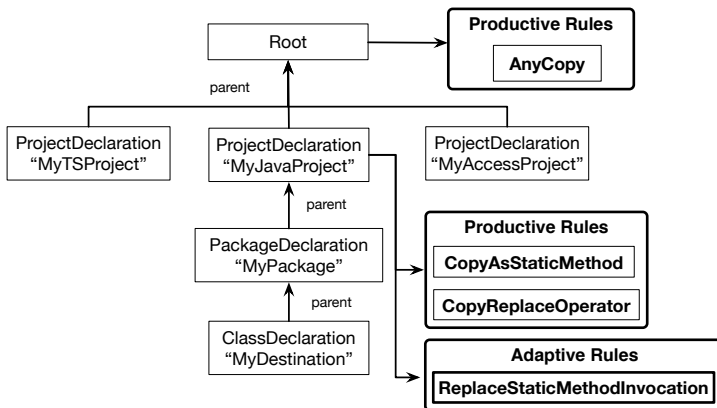 Root
Productive Rules
AnyCopy
parent
ProjectDeclaration
“MyTSProject”
ProjectDeclaration
“MyJavaProject”
ProjectDeclaration
“MyAccessProject”
parent
PackageDeclaration
“MyPackage”
parent
ClassDeclaration
“MyDestination”
Productive Rules
CopyAsStaticMethod
CopyReplaceOperator
Adaptive Rules
ReplaceStaticMethodInvocation